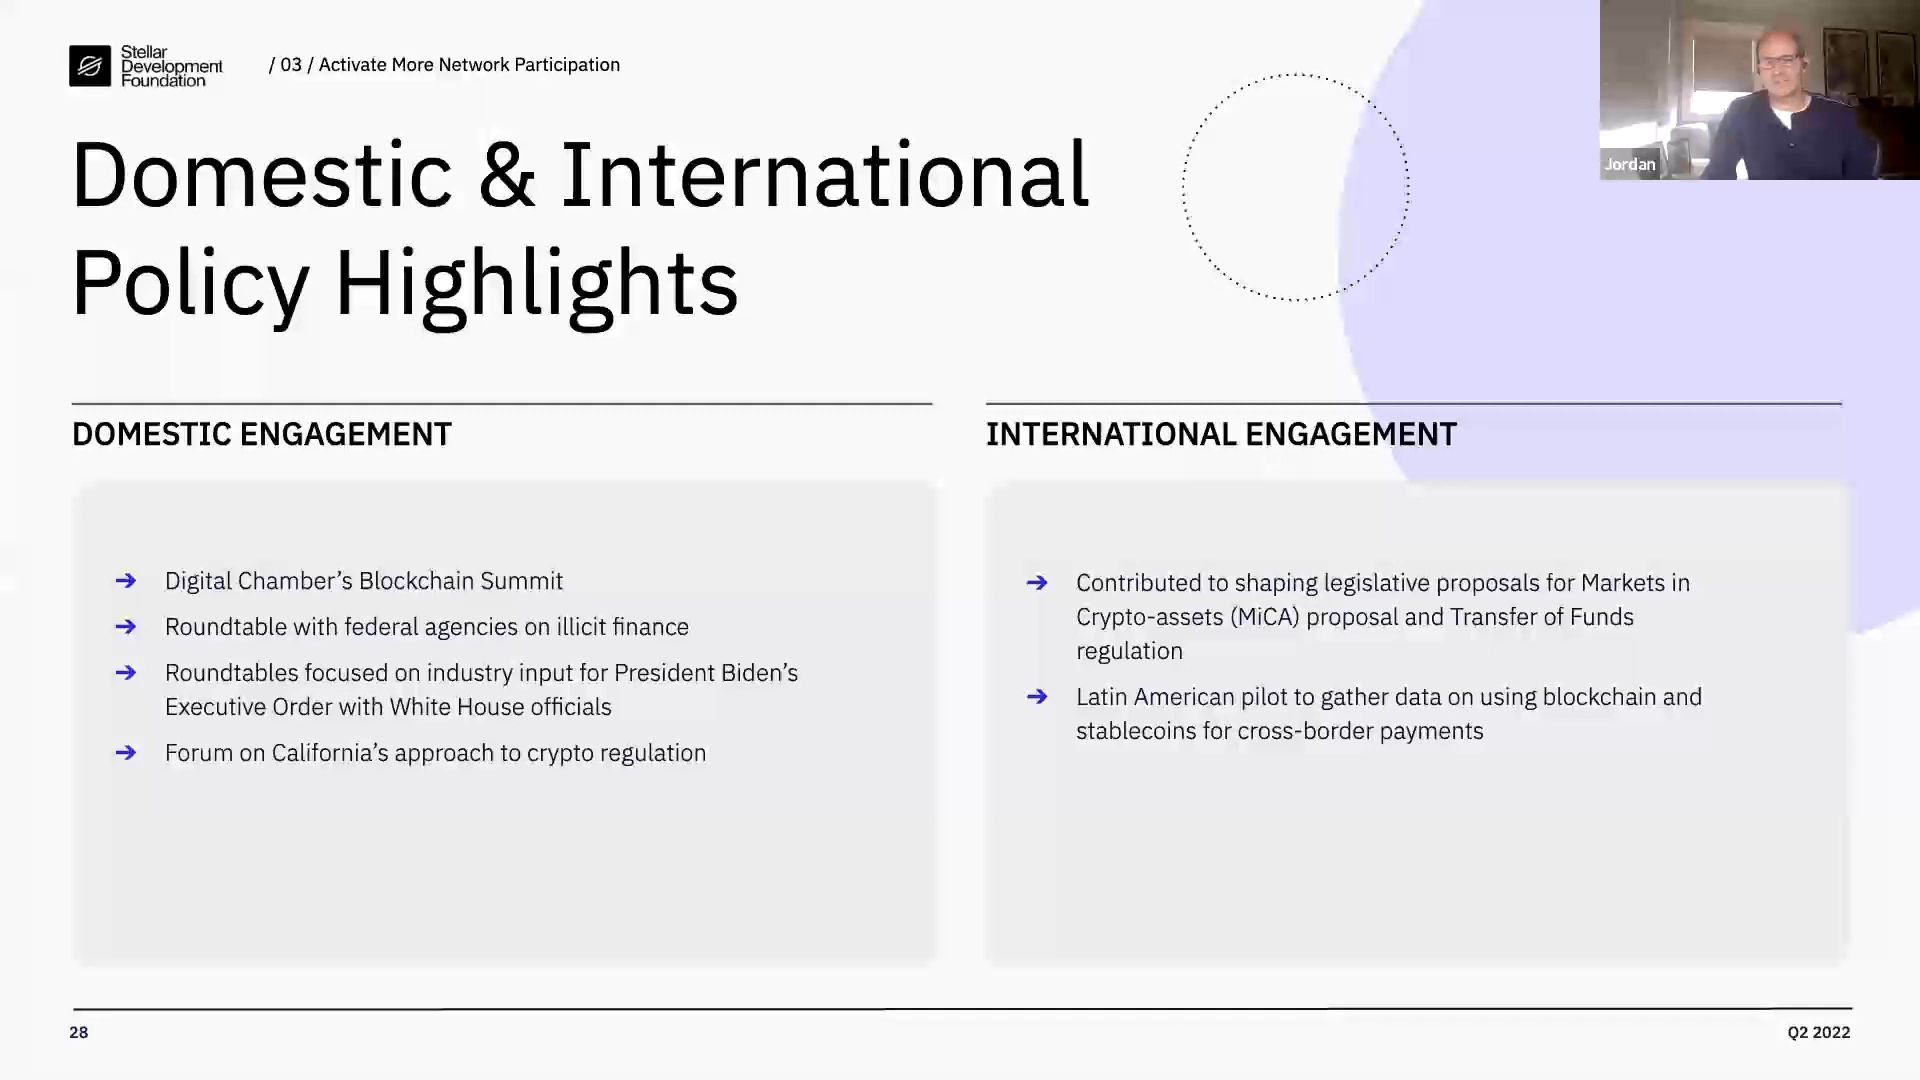 Stellar
Development
Foundation
/ 03 / Activate More Network Participation
Jordan
Domestic & International
Policy Highlights
DOMESTIC ENGAGEMENT
➔ Digital Chamber’s Blockchain Summit
➔ Roundtable with federal agencies on illicit finance
➔ Roundtables focused on industry input for President Biden’s
Executive Order with White House officials
➔ Forum on California’s approach to crypto regulation
INTERNATIONAL ENGAGEMENT
➔ Contributed to shaping legislative proposals for Markets in
Crypto-assets (MiCA) proposal and Transfer of Funds
regulation
➔ Latin American pilot to gather data on using blockchain and
stablecoins for cross-border payments
28
Q2 2022